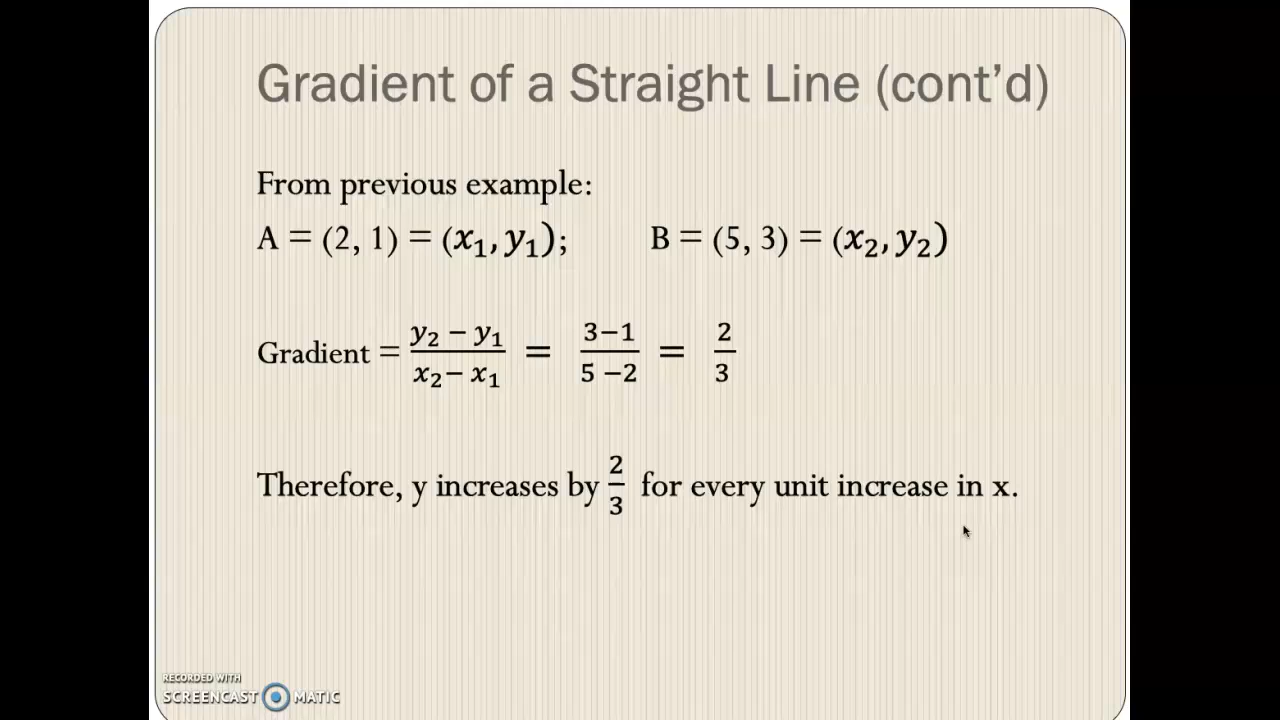 Gradient of a Straight Line (cont’d)
From previous example:
A = (2, 1) = (x₁, y₁); B = (5, 3) = (x₂, y₂)
Gradient = y₂ − y₁ / x₂− x₁ = 3−1 / 5 −2 = 2 / 3
Therefore, y increases by 2/3 for every unit increase in x.
RECORDED WITH
SCREENCAST MATIC